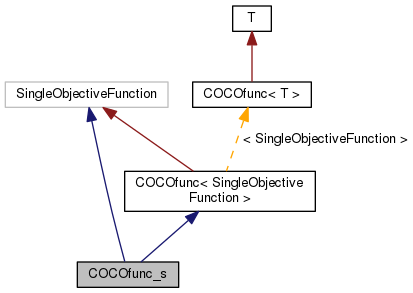 T
SingleObjectiveFunction
COCOfunc< T >
< SingleObjectiveFunction >
COCOfunc< SingleObjective
Function >
COCOfunc_s